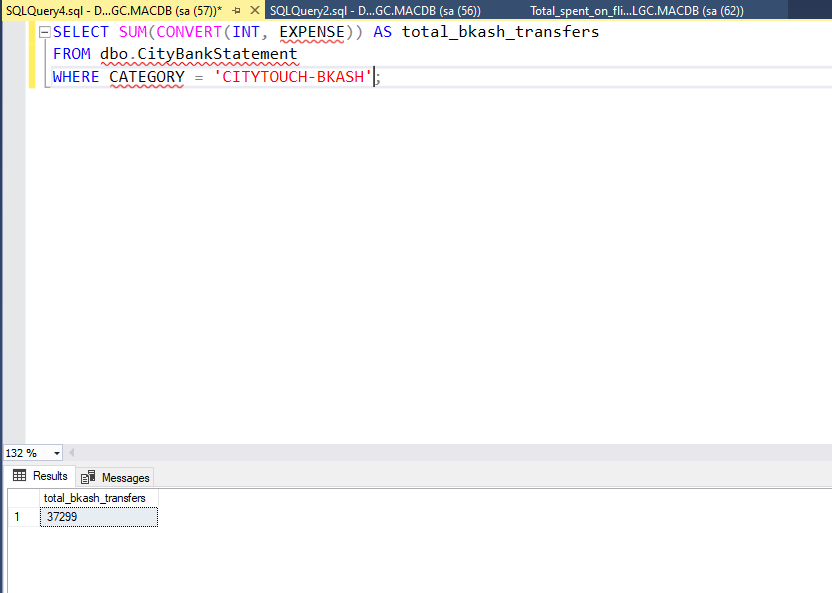 SQLQuery4.sql - D...GC.MACDB (sa (57))* SQLQuery2.sql - D...GC.MACDB (sa (56)) Total_spent_on_fli...LGC.MACDB (sa (62))
SELECT SUM(CONVERT(INT, EXPENSE)) AS total_bkash_transfers
FROM dbo.CityBankStatement
WHERE CATEGORY = 'CITYTOUCH-BKASH';
132 %
Results Messages
total_bkash_transfers
1 37299